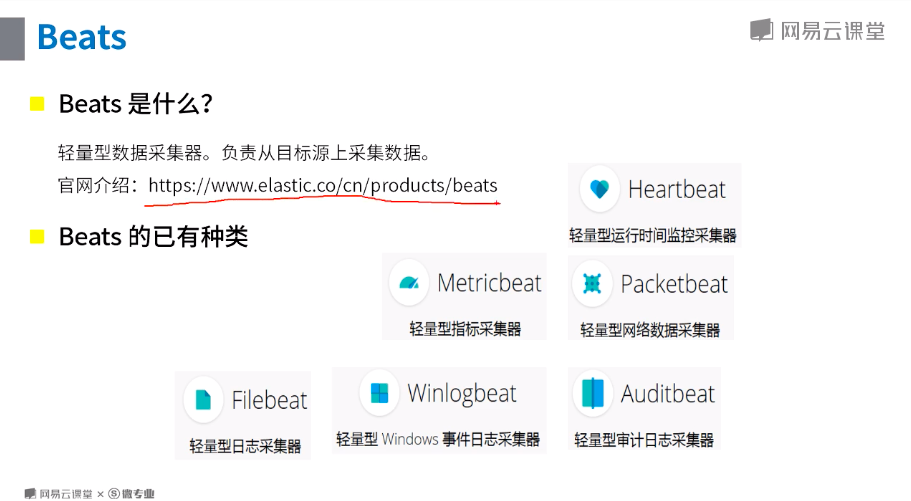 Beats
网易云课堂
Beats 是什么？
轻量型数据采集器。负责从目标源上采集数据。
官网介绍：https://www.elastic.co/cn/products/beats
Beats 的已有种类
Heartbeat
轻量型运行时间监控采集器
Metricbeat
轻量型指标采集器
Packetbeat
轻量型网络数据采集器
Filebeat
轻量型日志采集器
Winlogbeat
轻量型 Windows 事件日志采集器
Auditbeat
轻量型审计日志采集器
网易云课堂 × 微专业